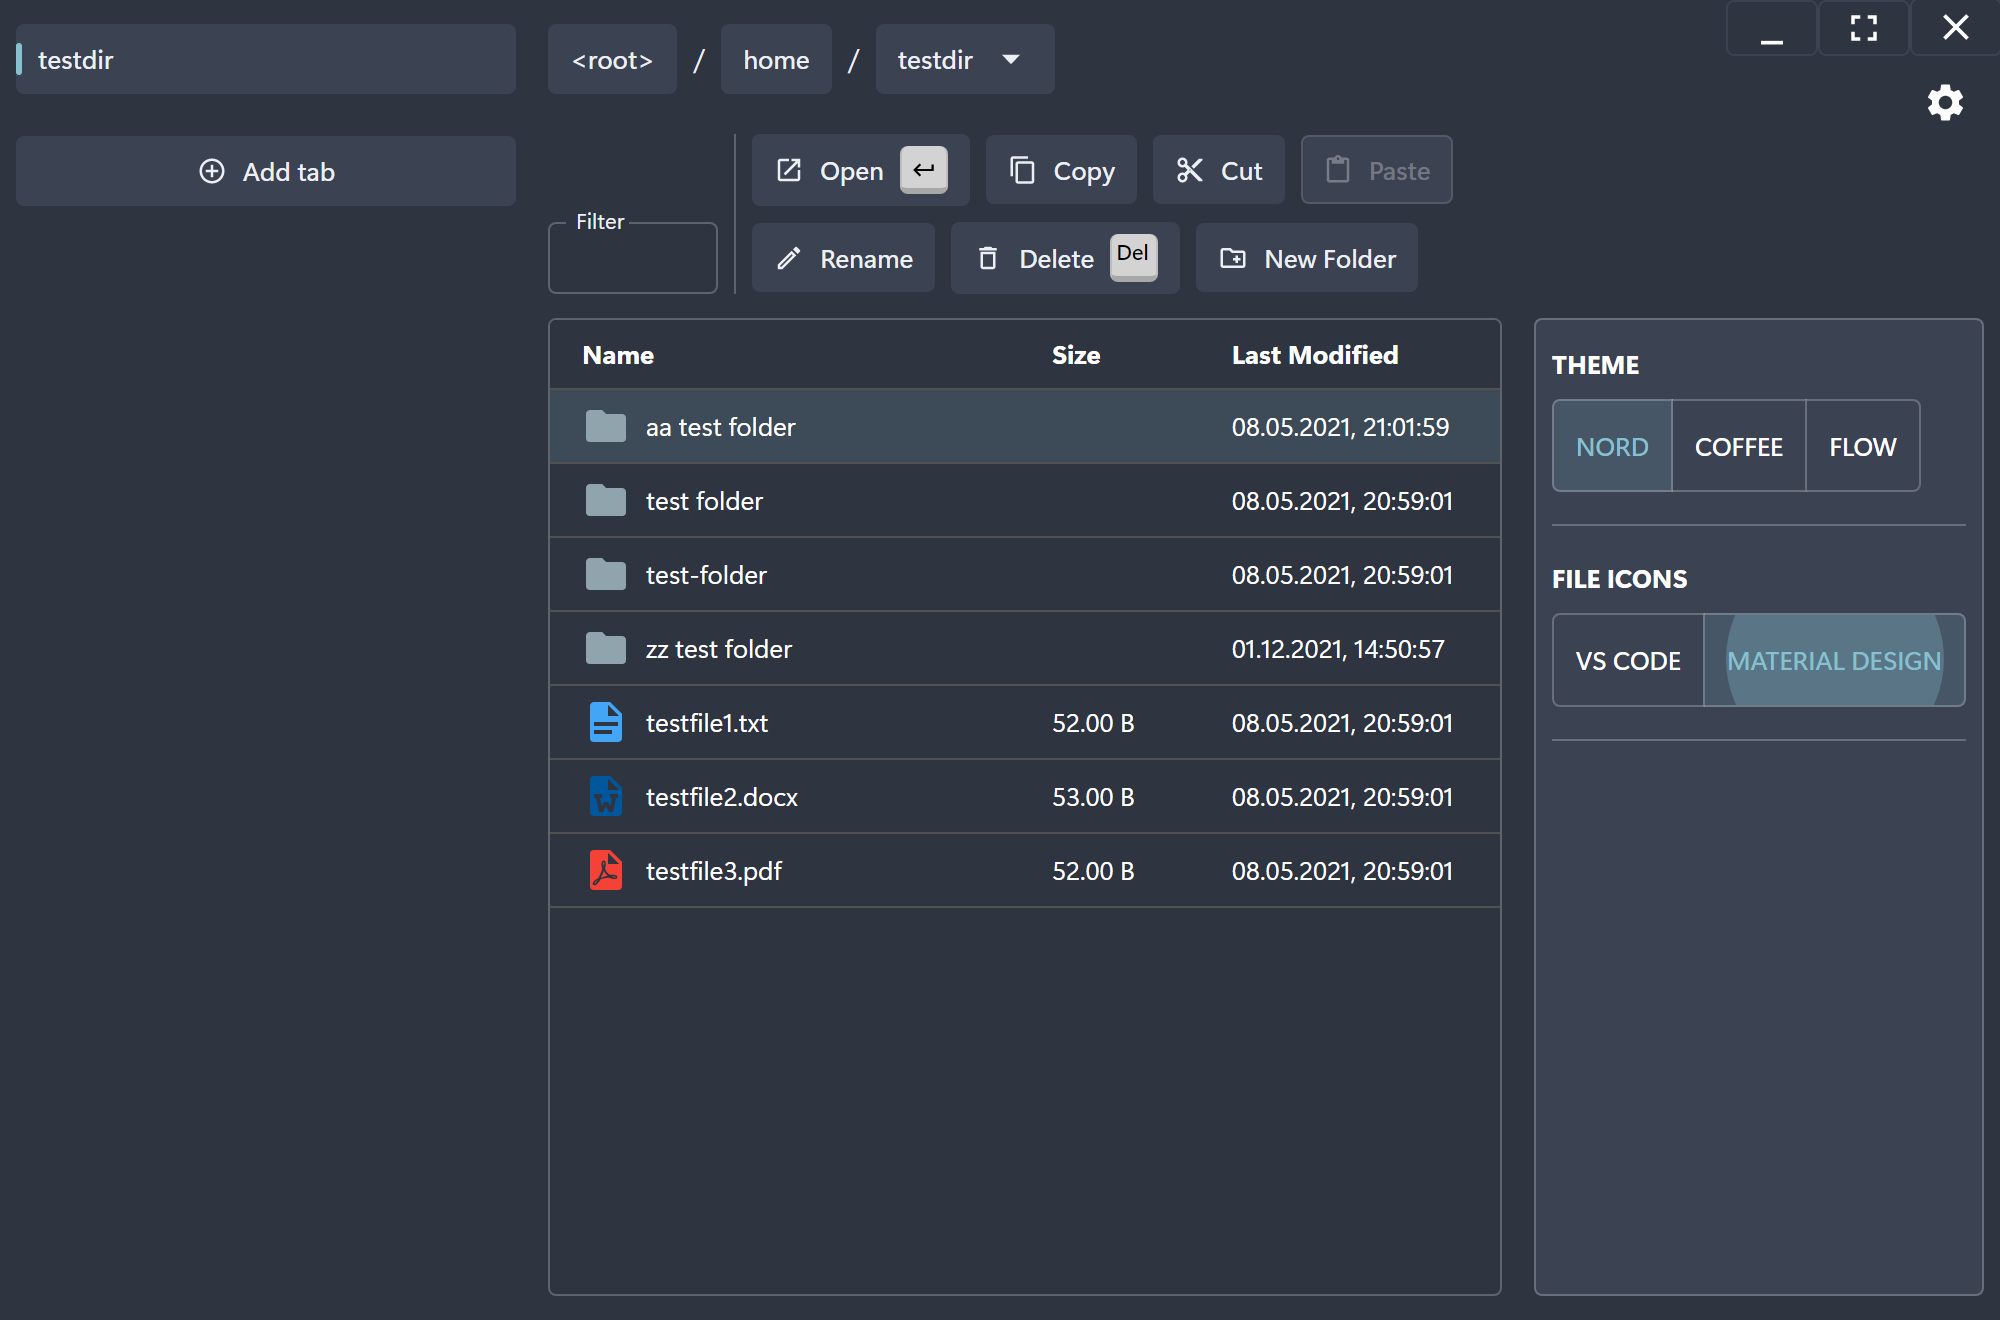 testdir
Add tab
<root> / home / testdir
Open Copy Cut Paste
Filter
Rename Delete Del New Folder
Name Size Last Modified
aa test folder 08.05.2021, 21:01:59
test folder 08.05.2021, 20:59:01
test-folder 08.05.2021, 20:59:01
zz test folder 01.12.2021, 14:50:57
testfile1.txt 52.00 B 08.05.2021, 20:59:01
testfile2.docx 53.00 B 08.05.2021, 20:59:01
testfile3.pdf 52.00 B 08.05.2021, 20:59:01
THEME
NORD COFFEE FLOW
FILE ICONS
VS CODE MATERIAL DESIGN